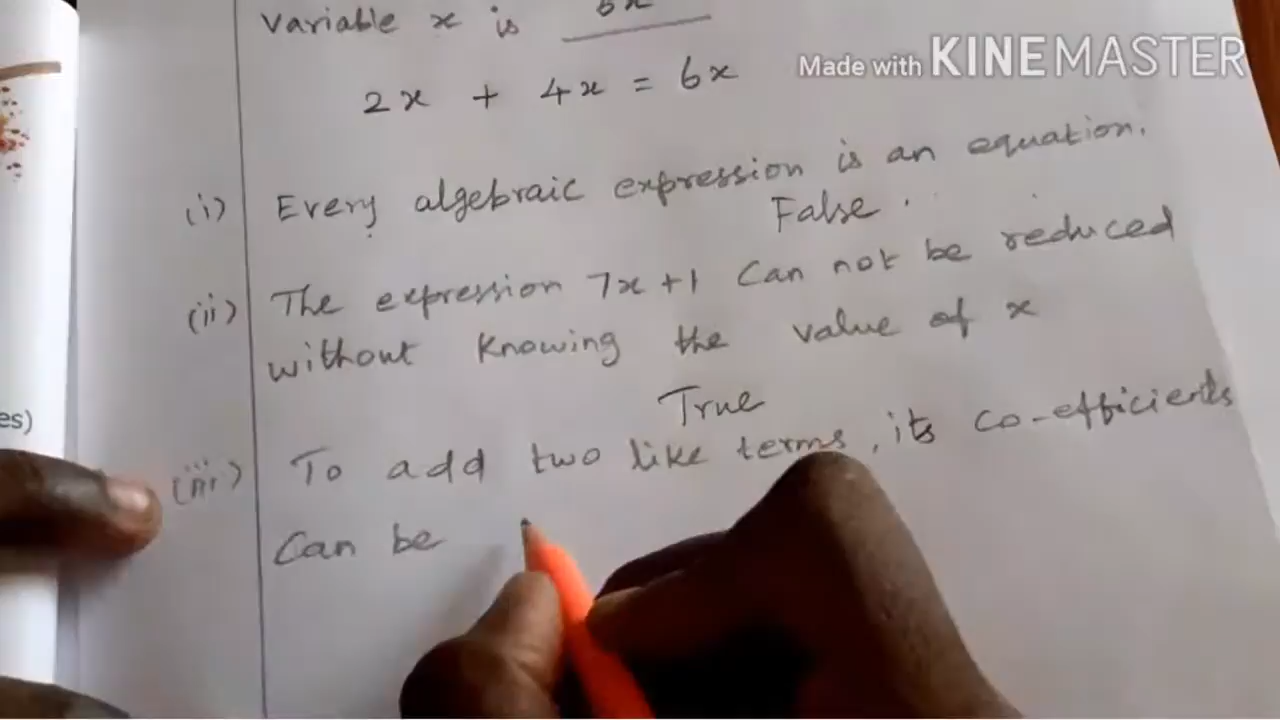 Variable x is 6x
Made with KINEMASTER
2x + 4x = 6x
(i) Every algebraic expression is an equation.
False.
(ii) The expression 7x+1 Can not be reduced
without Knowing the value of x
True
es)
(iii) To add two like terms, its co-efficients
Can be